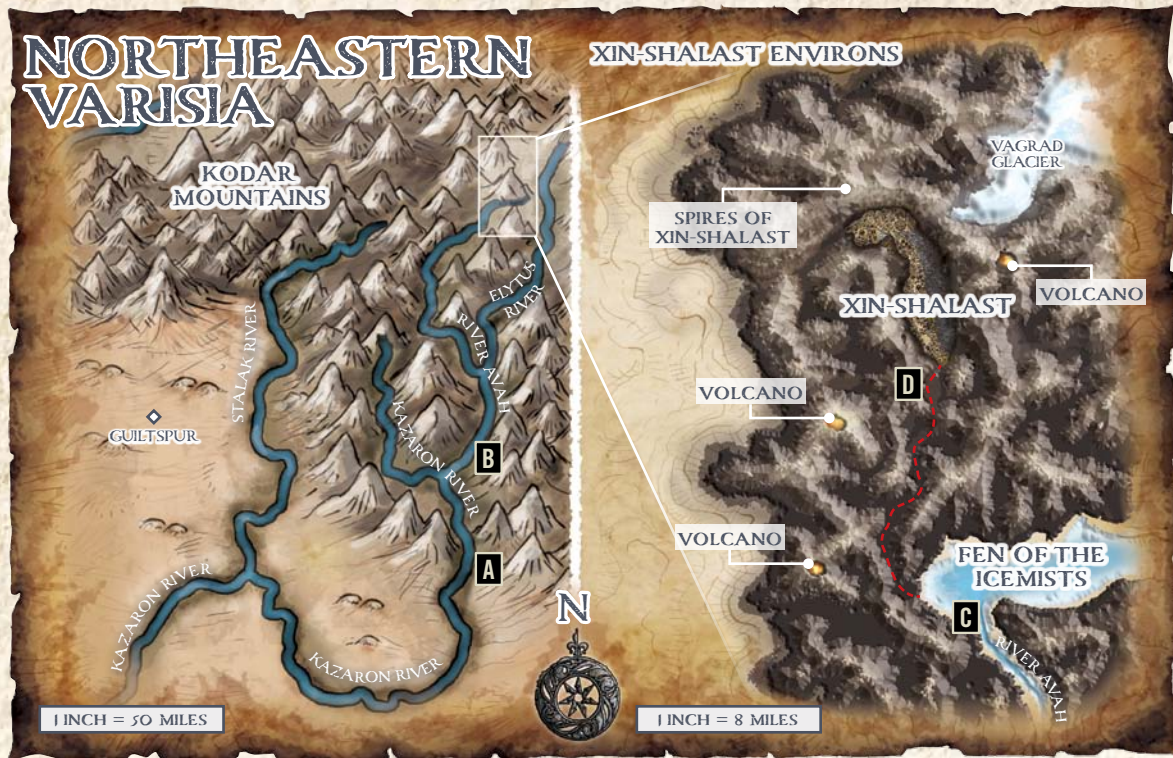 NORTHEASTERN
VARISIA
XIN-SHALAST ENVIRONS
KODAR
MOUNTAINS
STALAK RIVER
GUILTSPUR
ELYTUS
RIVER
RIVER AVAH
KAZARON RIVER
B
A
KAZARON RIVER
KAZARON RIVER
1 INCH = 50 MILES
N
VAGRAD
GLACIER
SPIRES OF
XIN-SHALAST
VOLCANO
XIN-SHALAST
D
VOLCANO
VOLCANO
FEN OF THE
ICEMISTS
C
RIVER AVAH
1 INCH = 8 MILES